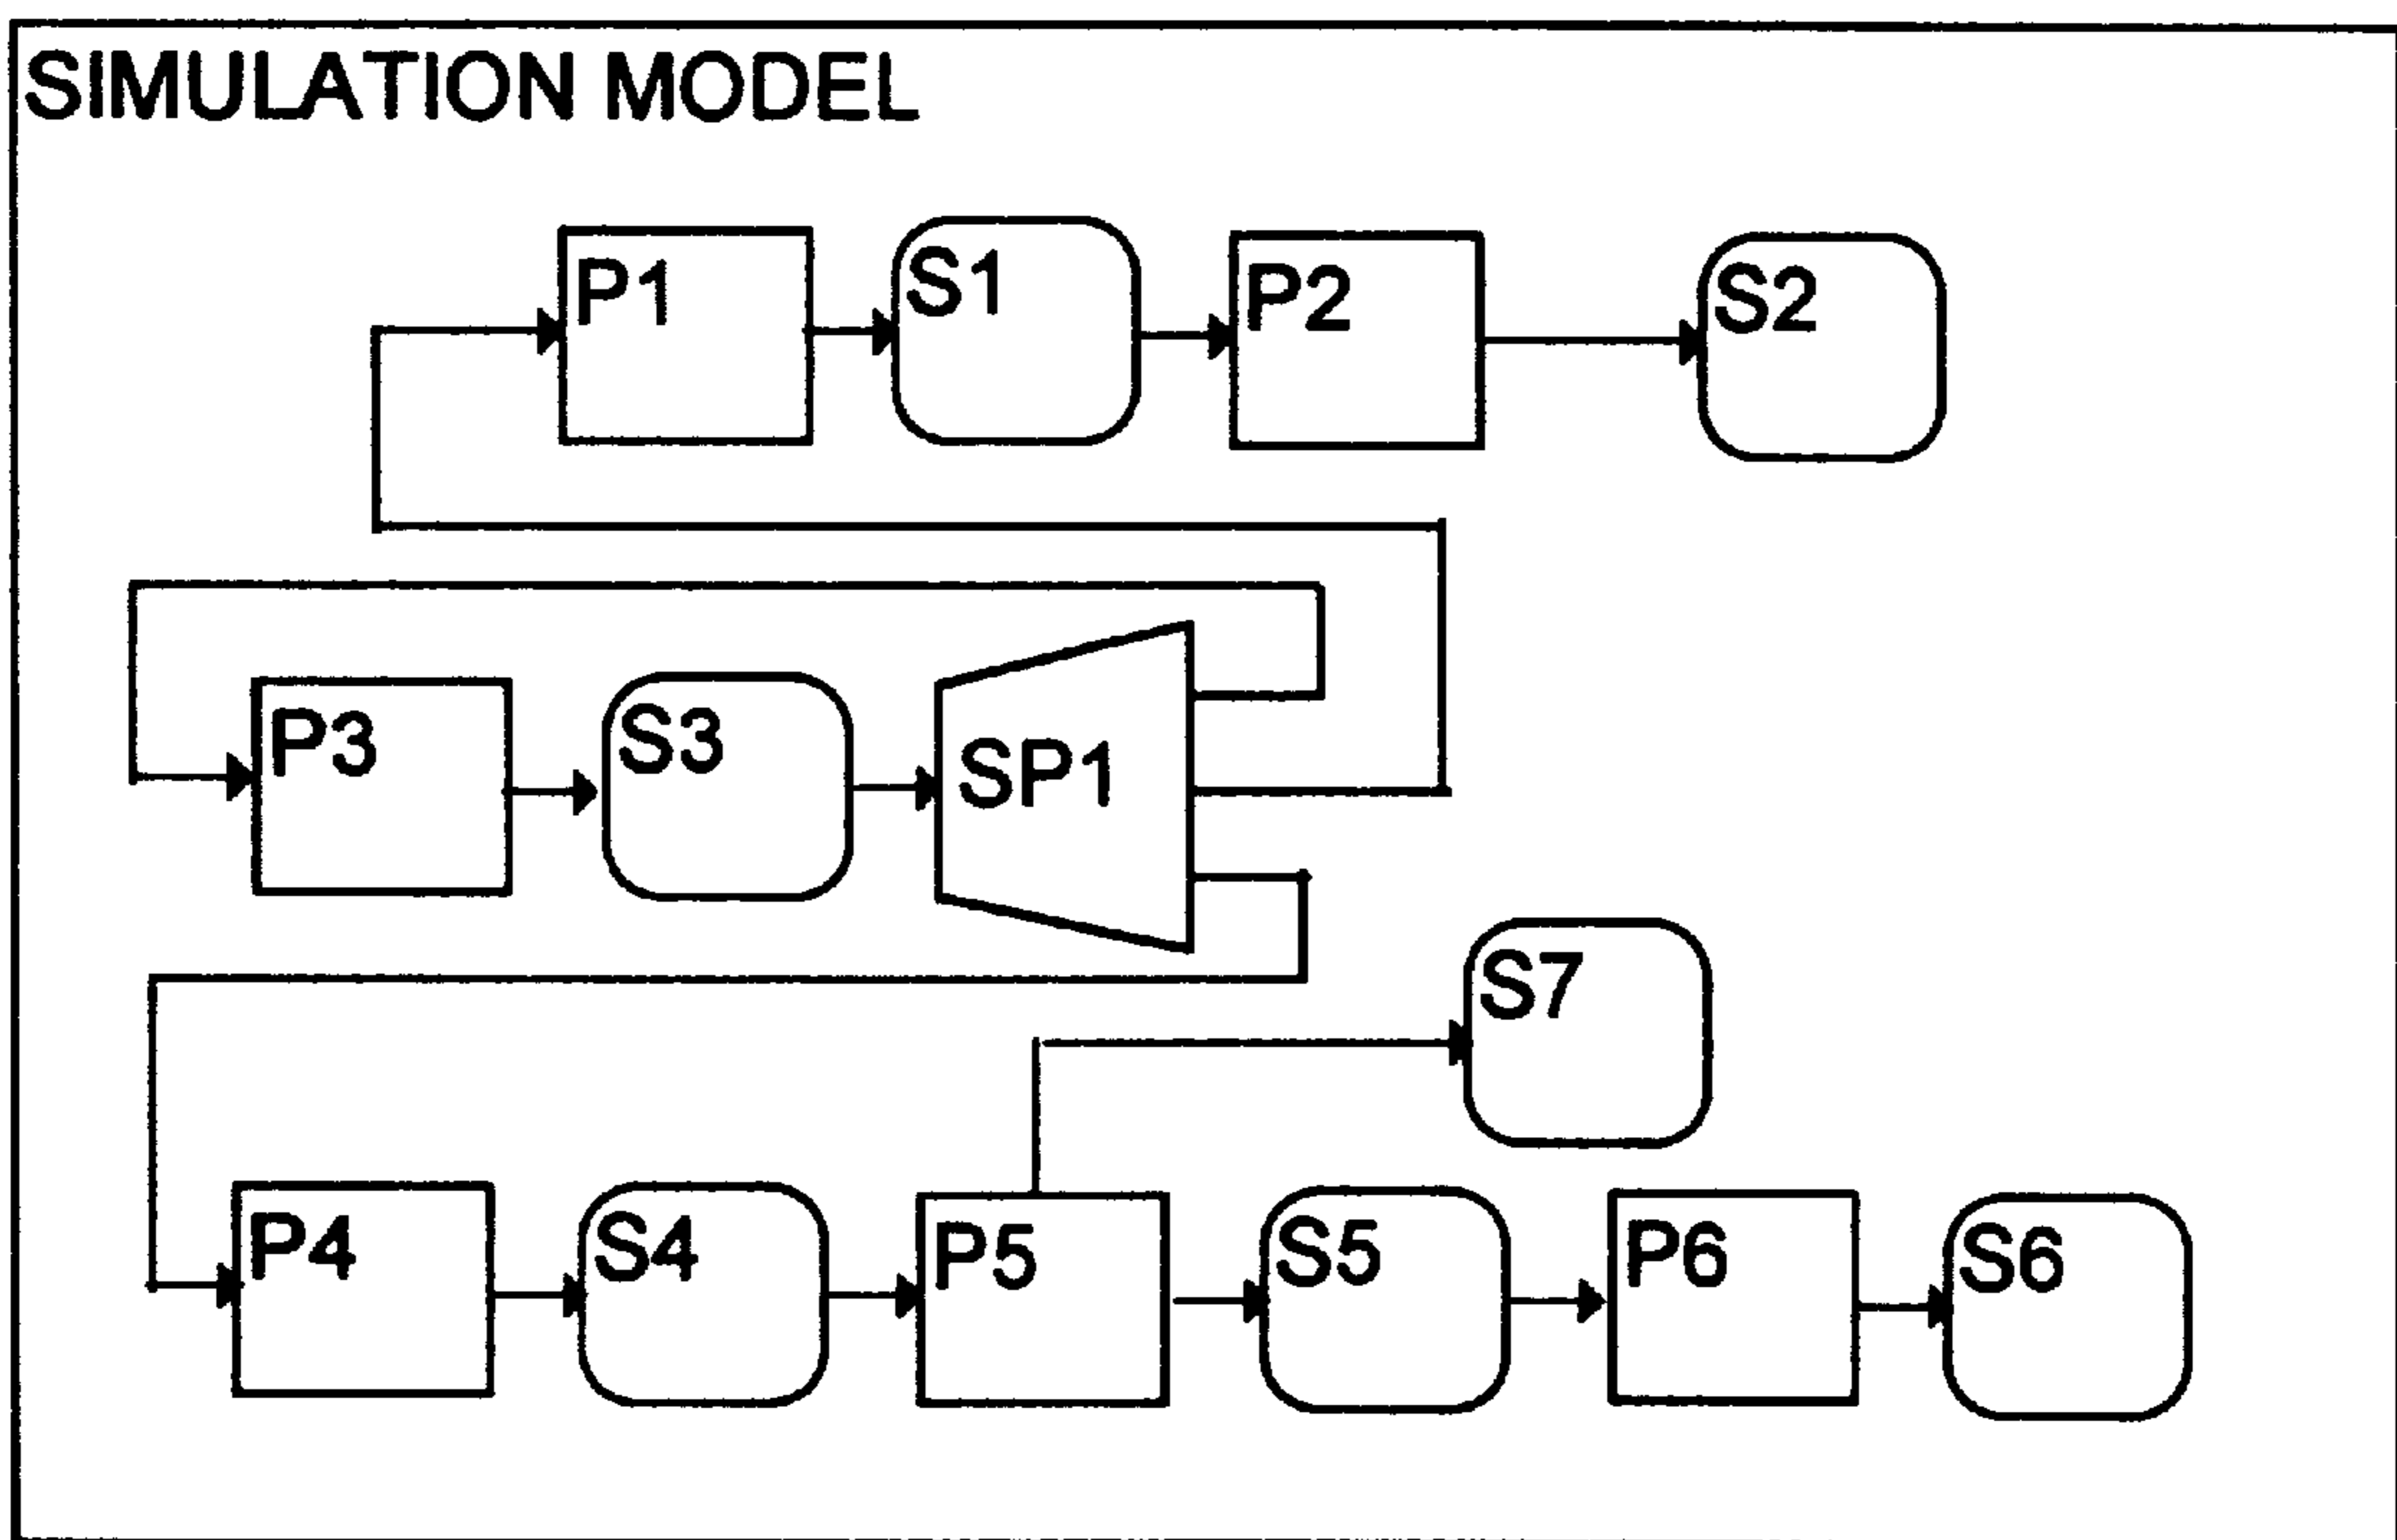 SIMULATION MODEL
P1
S1
P2
S2
P3
S3
SP1
S7
P4
S4
P5
S5
P6
S6